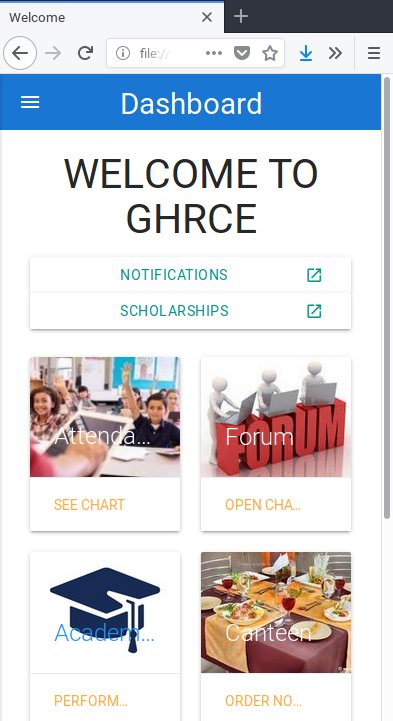 Welcome
file://
Dashboard
WELCOME TO
GHRCE
NOTIFICATIONS
SCHOLARSHIPS
Attenda...
FORUM
Forum
SEE CHART
OPEN CHA...
Academ...
Canteen
PERFORM...
ORDER NO...